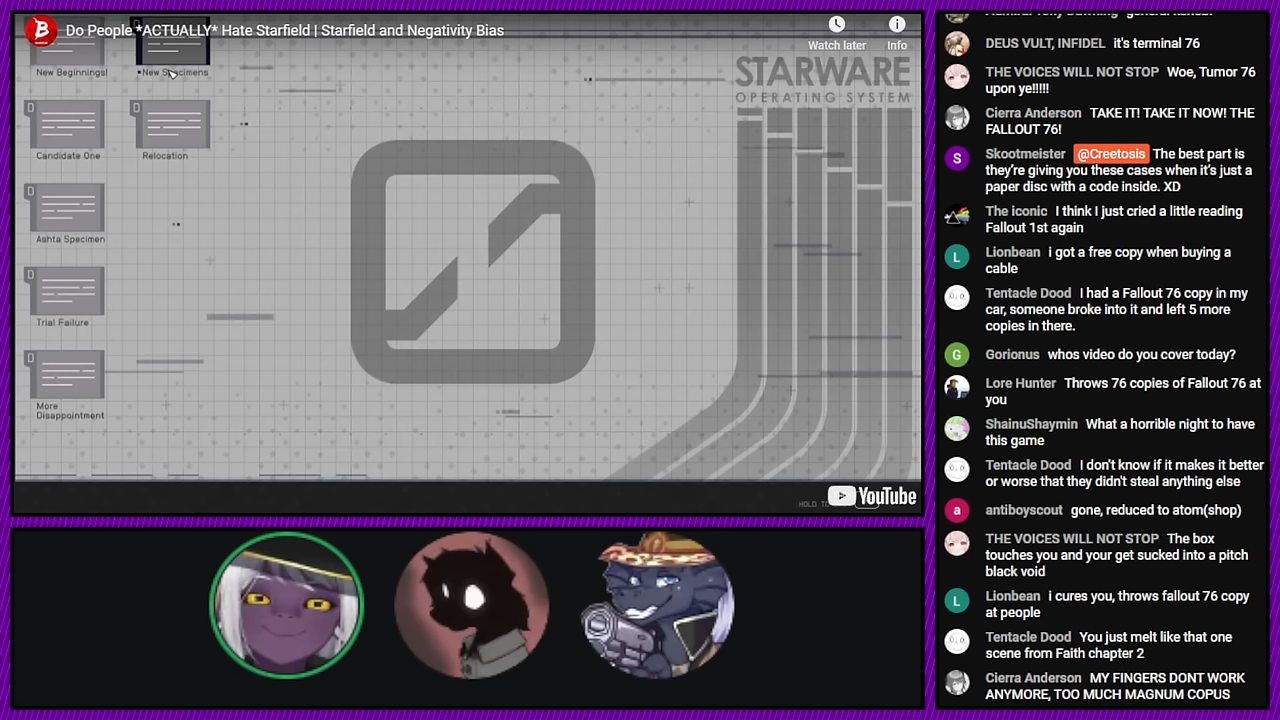 Do People *ACTUALLY* Hate Starfield | Starfield and Negativity Bias
Watch later
Info
New Beginnings!
New Specimens
Candidate One
Relocation
Ashta Specimen
Trial Failure
More
Disappointment
STARWARE
OPERATING SYSTEM
YouTube
DEUS VULT, INFIDEL it's terminal 76
THE VOICES WILL NOT STOP Woe, Tumor 76
upon ye!!!!!
Cierra Anderson TAKE IT! TAKE IT NOW! THE
FALLOUT 76!
S
Skootmeister @Creetosis The best part is
they're giving you these cases when it's just a
paper disc with a code inside. XD
The iconic I think I just cried a little reading
Fallout 1st again
L
Lionbean i got a free copy when buying a
cable
Tentacle Dood I had a Fallout 76 copy in my
car, someone broke into it and left 5 more
copies in there.
G
Gorionus whos video do you cover today?
Lore Hunter Throws 76 copies of Fallout 76 at
you
ShainuShaymin What a horrible night to have
this game
Tentacle Dood I don't know if it makes it better
or worse that they didn't steal anything else
a
antiboyscout gone, reduced to atom(shop)
THE VOICES WILL NOT STOP The box
touches you and your get sucked into a pitch
black void
L
Lionbean i cures you, throws fallout 76 copy
at people
Tentacle Dood You just melt like that one
scene from Faith chapter 2
Cierra Anderson MY FINGERS DONT WORK
ANYMORE, TOO MUCH MAGNUM COPUS